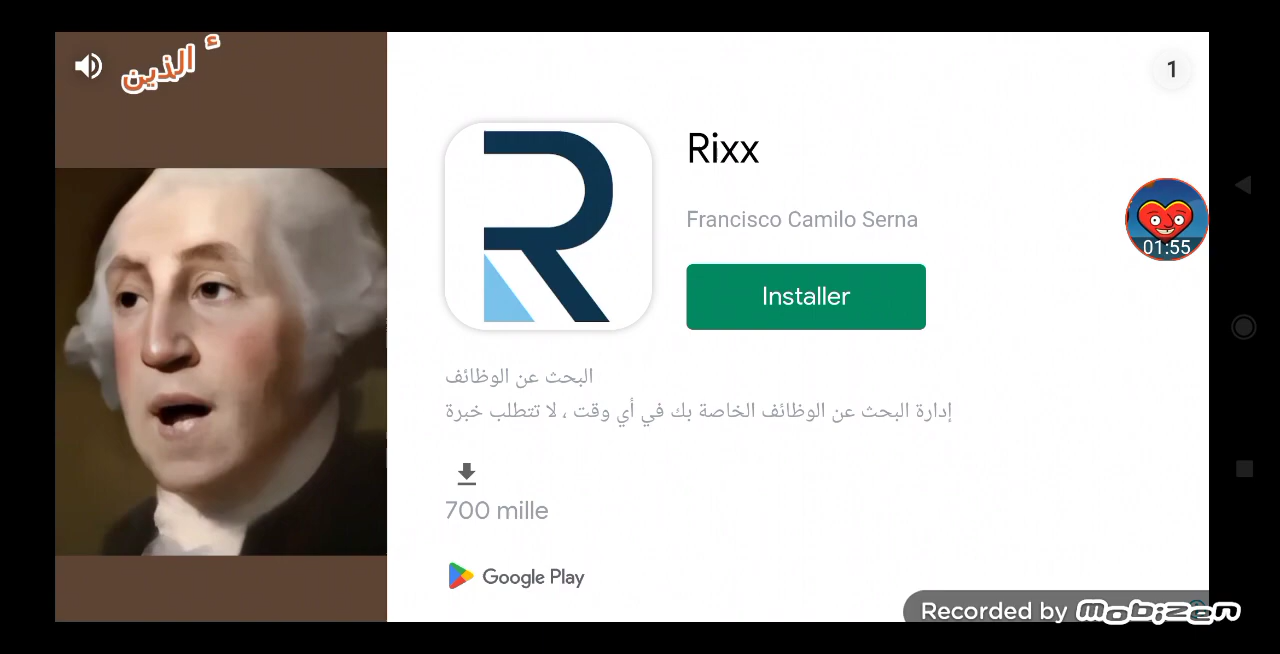 ء الذين
1
Rixx
Francisco Camilo Serna
01:55
Installer
البحث عن الوظائف
إدارة البحث عن الوظائف الخاصة بك في أي وقت ، لا تتطلب خبرة
700 mille
Google Play
Recorded by Mobizen